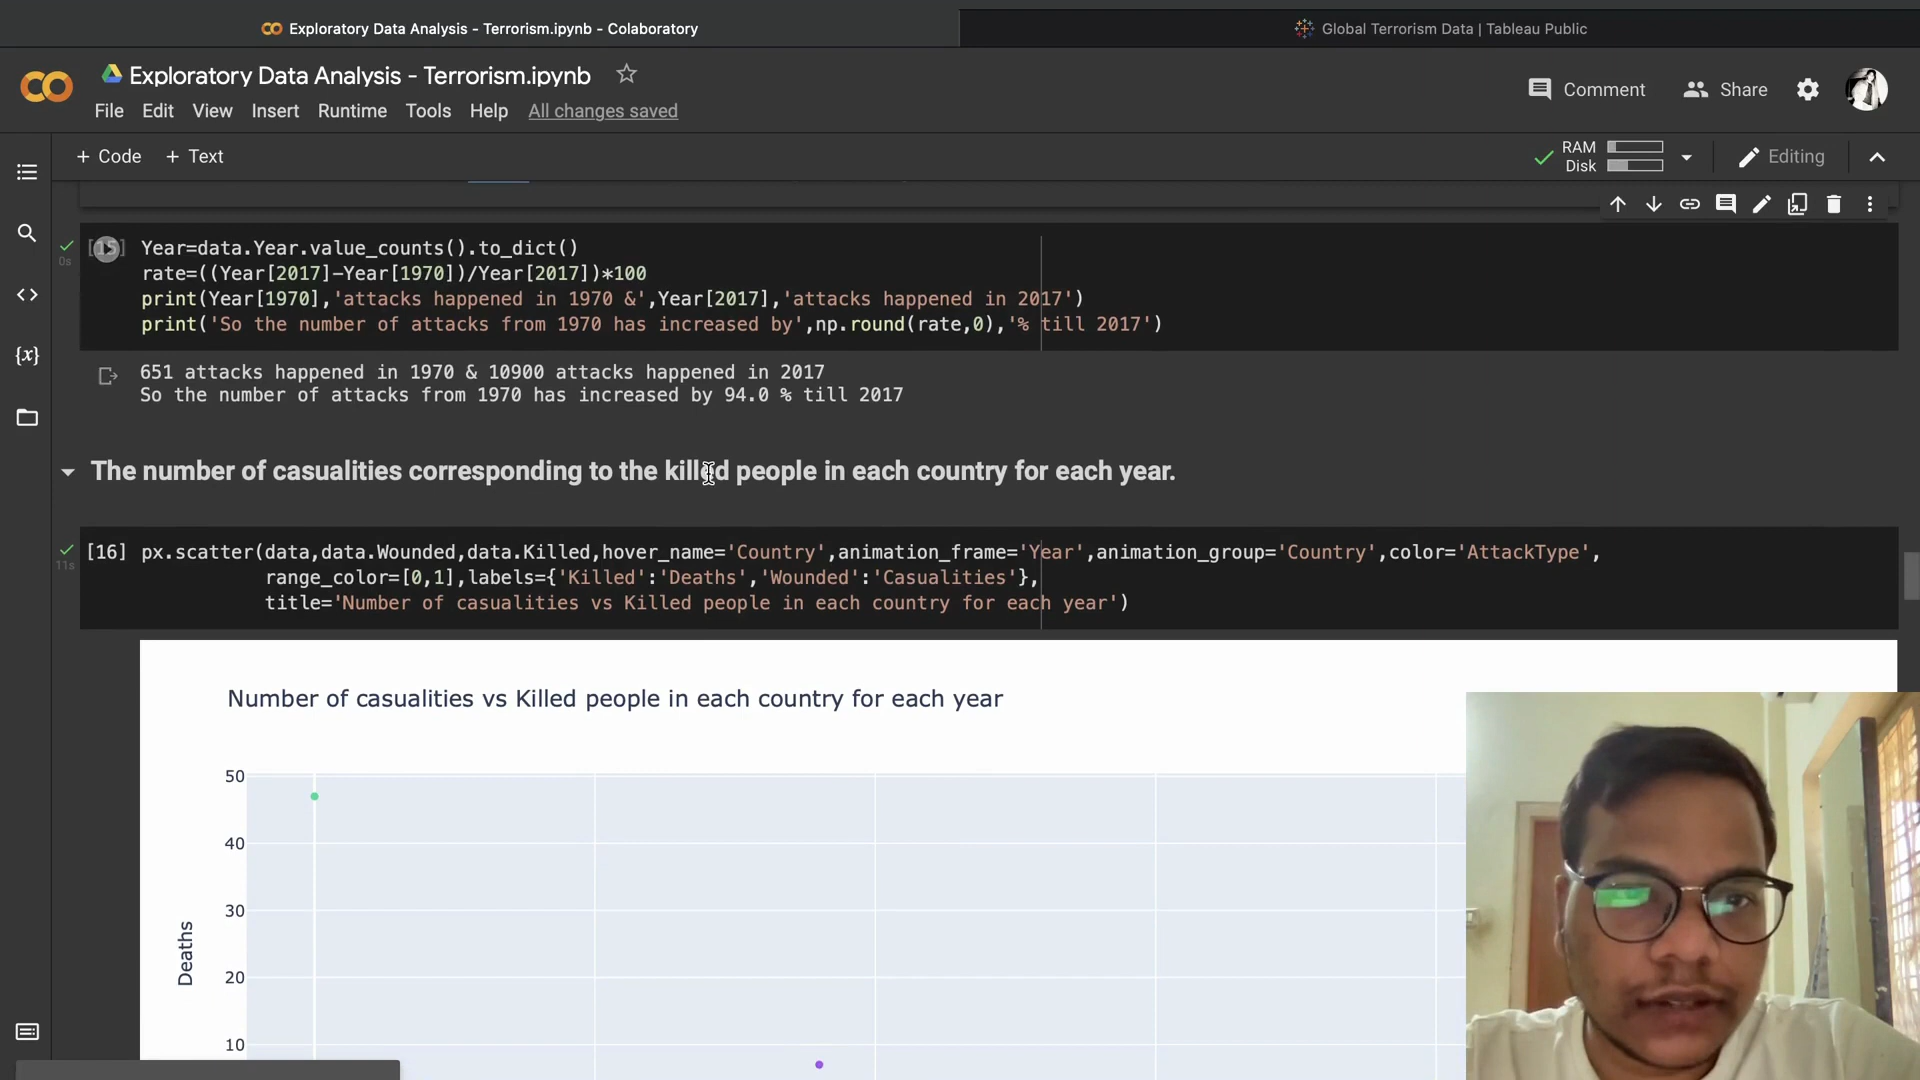 Exploratory Data Analysis - Terrorism.ipynb - Colaboratory
Global Terrorism Data | Tableau Public
Exploratory Data Analysis - Terrorism.ipynb
Comment
Share
File Edit View Insert Runtime Tools Help All changes saved
+ Code + Text
RAM
Disk
Editing
Year=data.Year.value_counts().to_dict()
0s
rate=((Year[2017]-Year[1970])/Year[2017])*100
print(Year[1970],'attacks happened in 1970 &',Year[2017],'attacks happened in 2017')
print('So the number of attacks from 1970 has increased by',np.round(rate,0),'% till 2017')
651 attacks happened in 1970 & 10900 attacks happened in 2017
So the number of attacks from 1970 has increased by 94.0 % till 2017
The number of casualities corresponding to the killed people in each country for each year.
[16] px.scatter(data,data.Wounded,data.Killed,hover_name='Country',animation_frame='Year',animation_group='Country',color='AttackType',
11s
range_color=[0,1],labels={'Killed':'Deaths','Wounded':'Casualities'},
title='Number of casualities vs Killed people in each country for each year')
Number of casualities vs Killed people in each country for each year
50
40
30
20
10
Deaths